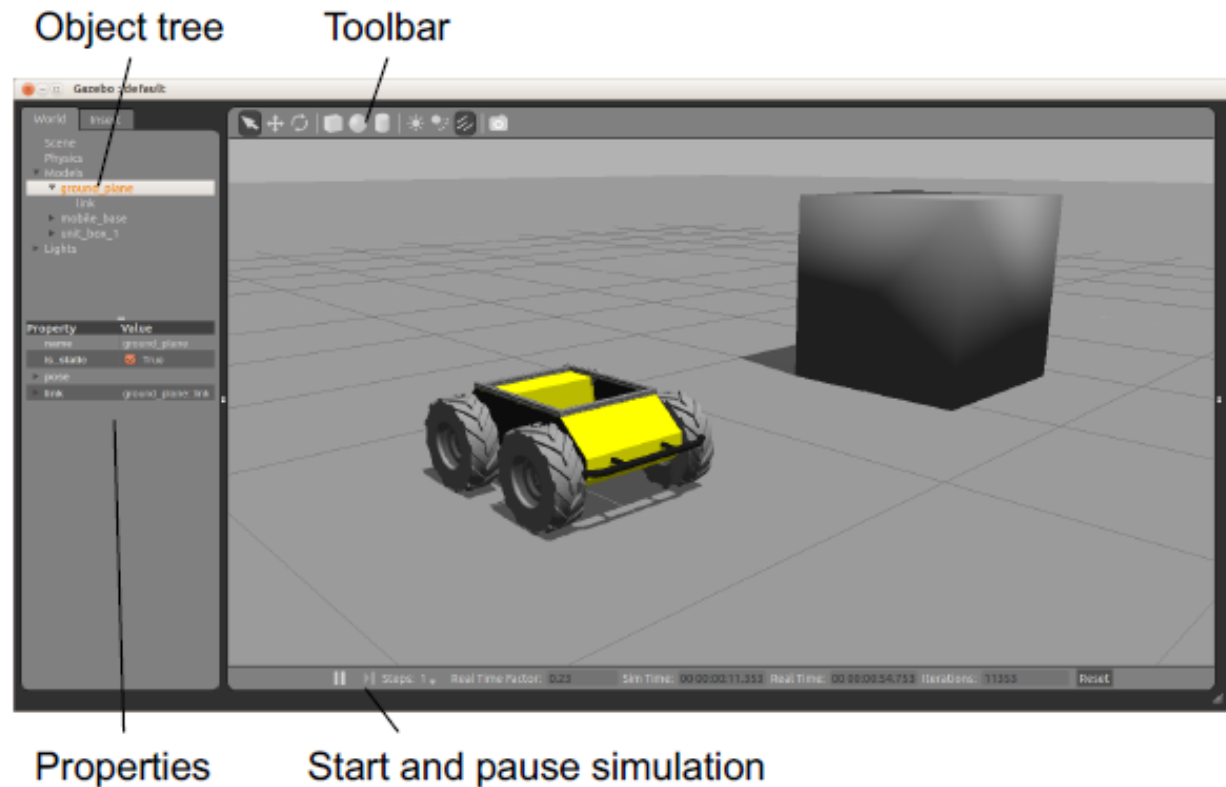 Object tree
Toolbar
Gazebo :default
World Insert
Scene
Physics
Models
ground_plane
link
mobile_base
unit_box_1
Lights
Property Value
name ground_plane
is_static True
pose
link ground_plane::link
Steps: 1 Real Time Factor: 0.23 Sim Time: 00 00:00:11.353 Real Time: 00 00:00:54.753 Iterations: 11353 Reset
Properties
Start and pause simulation